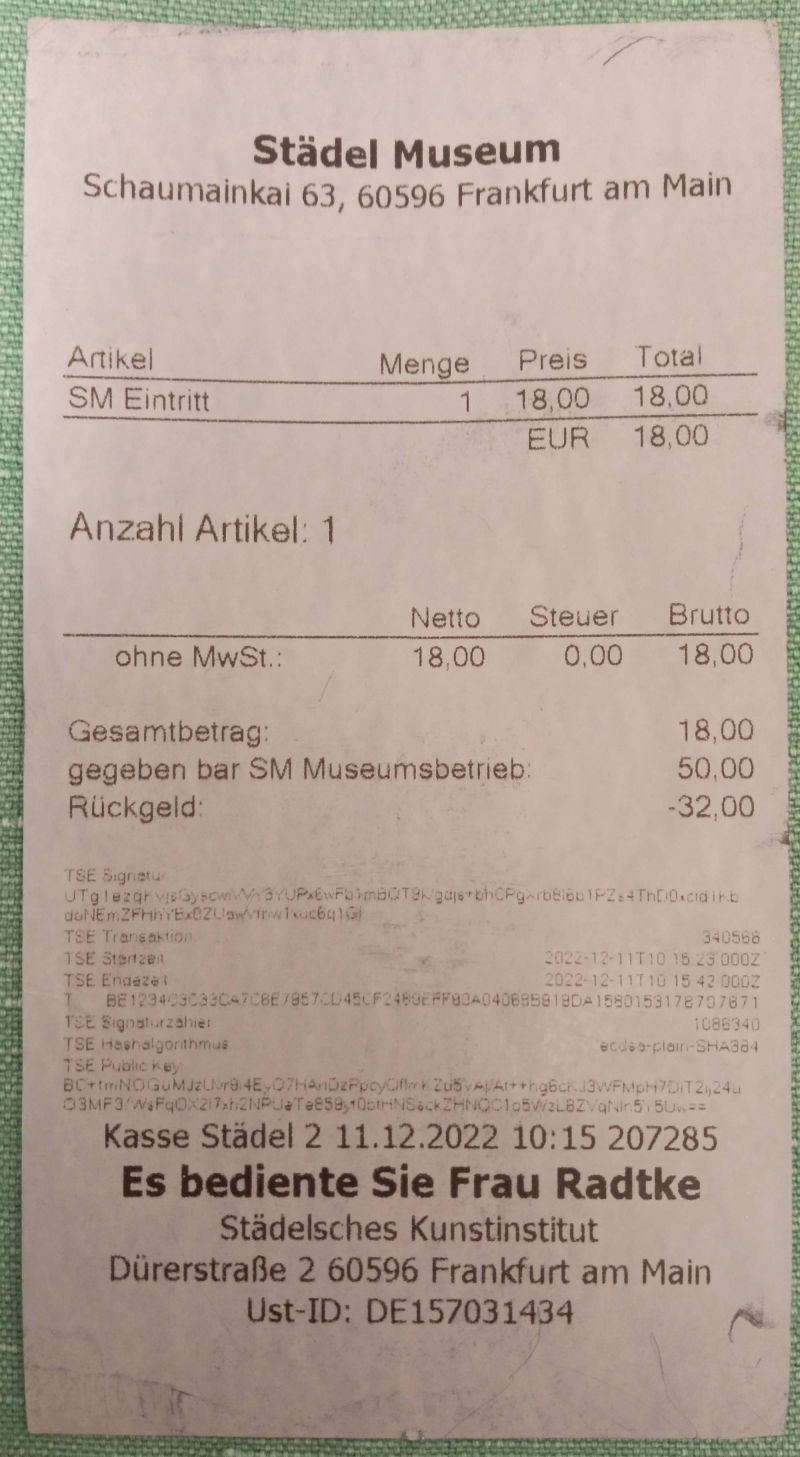 Städel Museum
Schaumainkai 63, 60596 Frankfurt am Main
Artikel Menge Preis Total
SM Eintritt 1 18,00 18,00
EUR 18,00
Anzahl Artikel: 1
Netto Steuer Brutto
ohne MwSt.: 18,00 0,00 18,00
Gesamtbetrag: 18,00
gegeben bar SM Museumsbetrieb: 50,00
Rückgeld: -32,00
TSE Signatur
TSE Transaktion 340566
TSE Startzeit 2022-12-11T10:15:23.000Z
TSE Endezeit 2022-12-11T10:15:42.000Z
TSE Signaturzähler 1086340
TSE Hashalgorithmus ecdsa-plain-SHA384
TSE Public Key
Kasse Städel 2 11.12.2022 10:15 207285
Es bediente Sie Frau Radtke
Städelsches Kunstinstitut
Dürerstraße 2 60596 Frankfurt am Main
Ust-ID: DE157031434